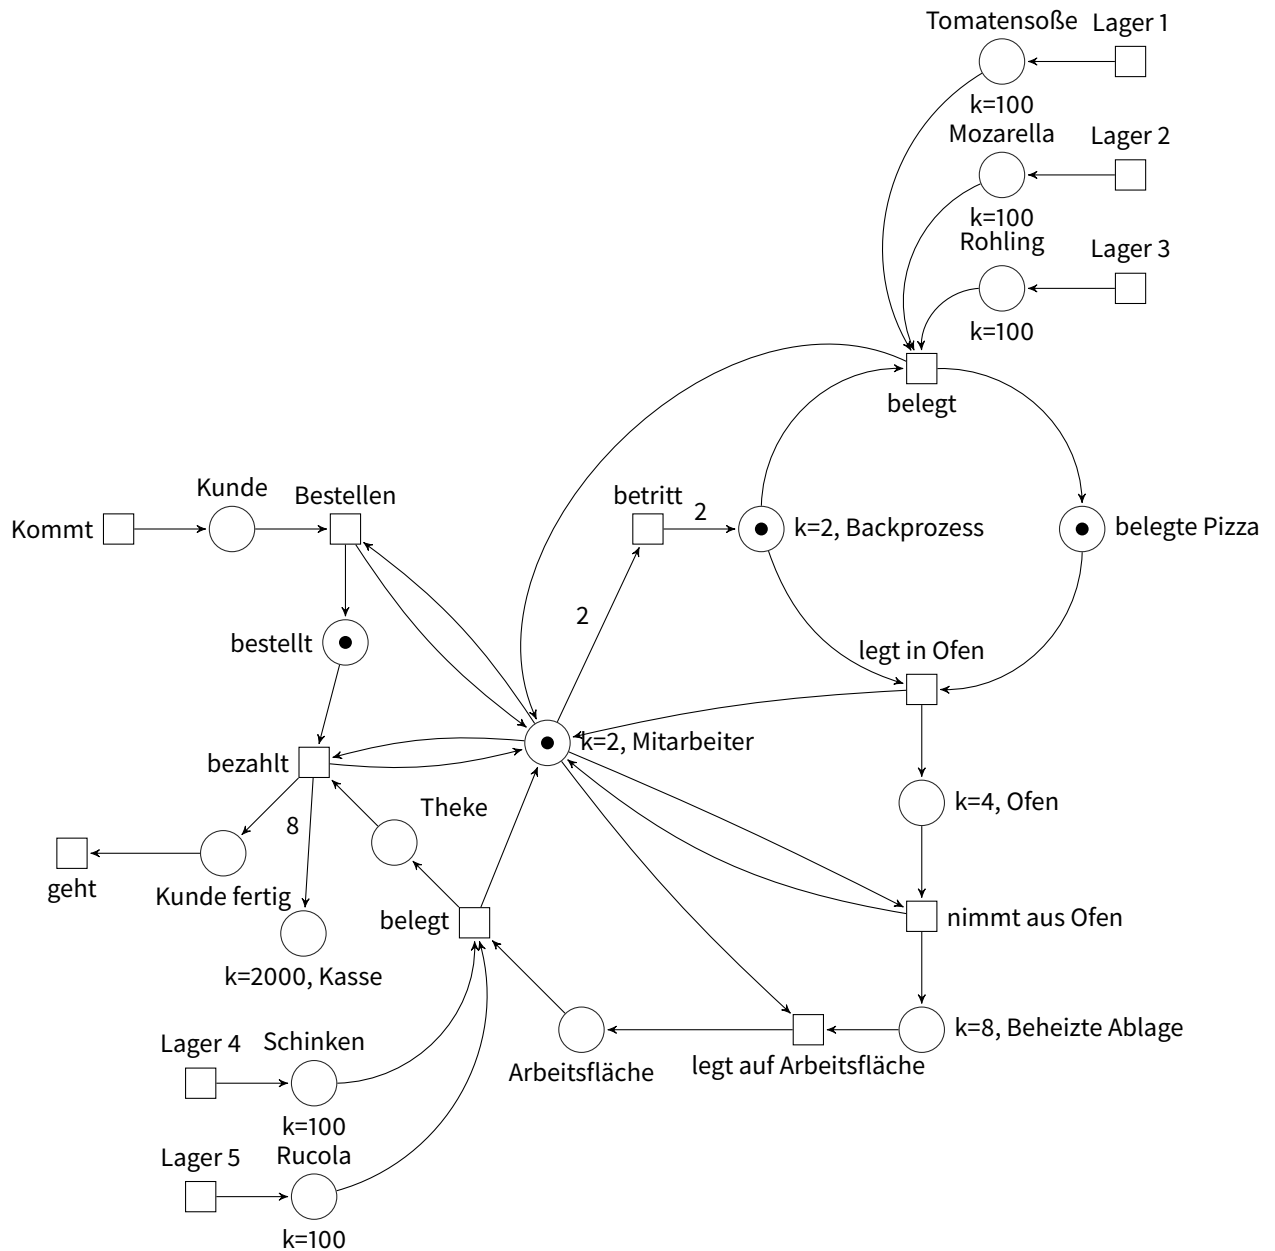 Tomatensoße
Lager 1
k=100
Mozarella
Lager 2
k=100
Rohling
Lager 3
k=100
belegt
Kunde
Bestellen
betritt
2
Kommt
k=2, Backprozess
belegte Pizza
2
bestellt
legt in Ofen
k=2, Mitarbeiter
bezahlt
Theke
k=4, Ofen
8
geht
Kunde fertig
belegt
nimmt aus Ofen
k=2000, Kasse
Lager 4
Schinken
k=8, Beheizte Ablage
Arbeitsfläche
legt auf Arbeitsfläche
k=100
Lager 5
Rucola
k=100